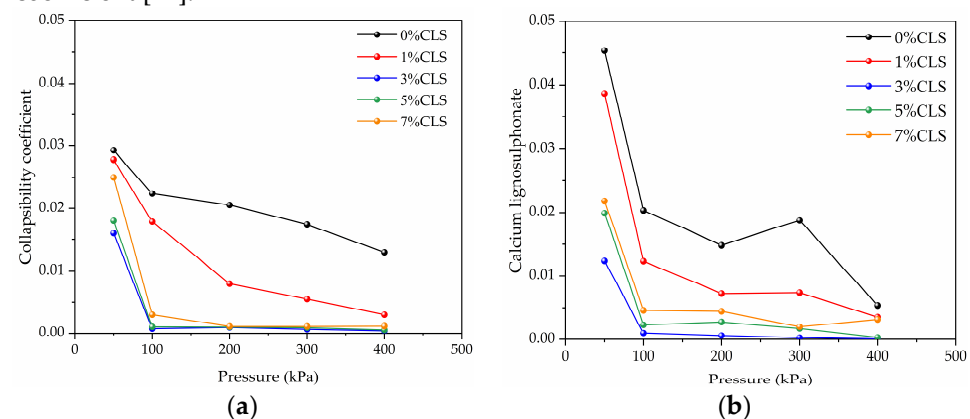 0.05
0.04
0.03
0.02
0.01
0.00
Collapsibility coefficient
0%CLS
1%CLS
3%CLS
5%CLS
7%CLS
0
100
200
300
400
500
Pressure (kPa)
(a)
0.05
0.04
0.03
0.02
0.01
0.00
Calcium lignosulphonate
0%CLS
1%CLS
3%CLS
5%CLS
7%CLS
0
100
200
300
400
500
Pressure (kPa)
(b)